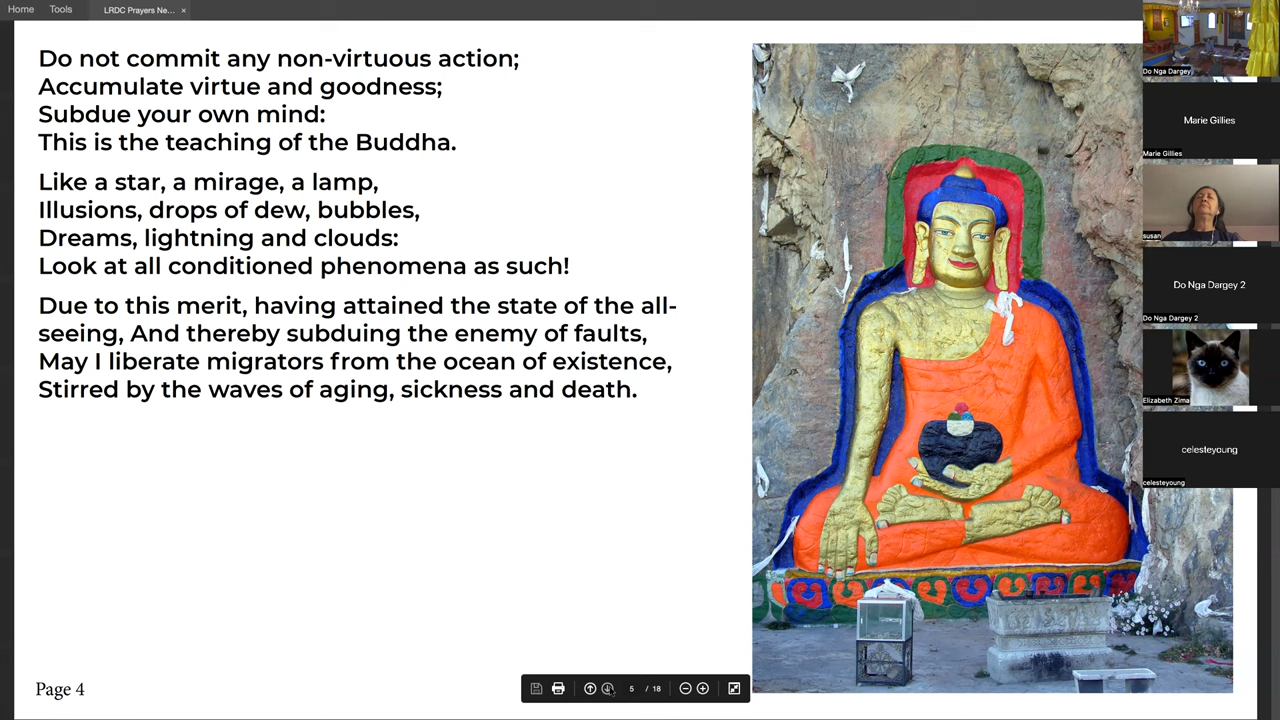 Home
Tools
LRDC Prayers Ne... ×
Do not commit any non-virtuous action;
Accumulate virtue and goodness;
Subdue your own mind:
This is the teaching of the Buddha.
Like a star, a mirage, a lamp,
Illusions, drops of dew, bubbles,
Dreams, lightning and clouds:
Look at all conditioned phenomena as such!
Due to this merit, having attained the state of the all-
seeing, And thereby subduing the enemy of faults,
May I liberate migrators from the ocean of existence,
Stirred by the waves of aging, sickness and death.
Page 4
5 / 18
Do Nga Dargey
Marie Gillies
Marie Gillies
susan
Do Nga Dargey 2
Do Nga Dargey 2
Elizabeth Zima
celesteyoung
celesteyoung